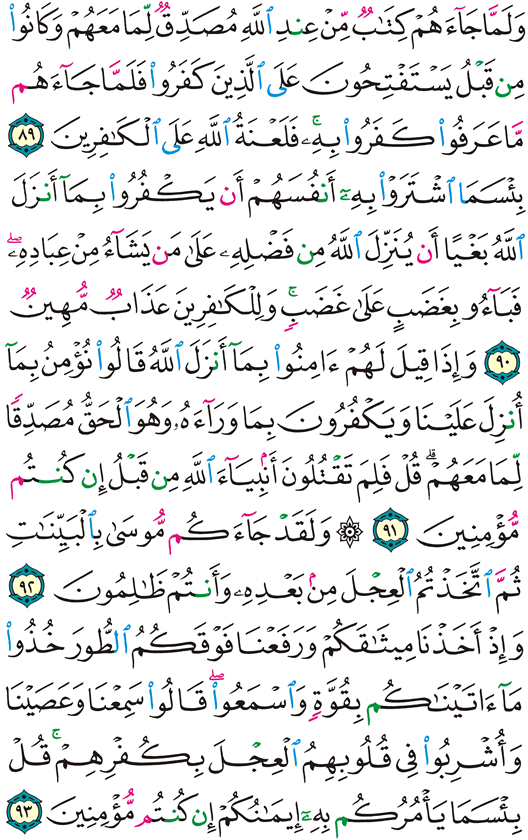 وَلَمَّا جَآءَهُمْ كِتَٰبٌ مِّنْ عِندِ ٱللَّهِ مُصَدِّقٌ لِّمَا مَعَهُمْ وَكَانُوا۟
مِن قَبْلُ يَسْتَفْتِحُونَ عَلَى ٱلَّذِينَ كَفَرُوا۟ فَلَمَّا جَآءَهُم
مَّا عَرَفُوا۟ كَفَرُوا۟ بِهِۦ ۚ فَلَعْنَةُ ٱللَّهِ عَلَى ٱلْكَٰفِرِينَ ٨٩
بِئْسَمَا ٱشْتَرَوْا۟ بِهِۦٓ أَنفُسَهُمْ أَن يَكْفُرُوا۟ بِمَآ أَنزَلَ
ٱللَّهُ بَغْيًا أَن يُنَزِّلَ ٱللَّهُ مِن فَضْلِهِۦ عَلَىٰ مَن يَشَآءُ مِنْ عِبَادِهِۦ ۖ
فَبَآءُو بِغَضَبٍ عَلَىٰ غَضَبٍ ۚ وَلِلْكَٰفِرِينَ عَذَابٌ مُّهِينٌ
٩٠ وَإِذَا قِيلَ لَهُمْ ءَامِنُوا۟ بِمَآ أَنزَلَ ٱللَّهُ قَالُوا۟ نُؤْمِنُ بِمَآ
أُنزِلَ عَلَيْنَا وَيَكْفُرُونَ بِمَا وَرَآءَهُۥ وَهُوَ ٱلْحَقُّ مُصَدِّقًا
لِّمَا مَعَهُمْ ۗ قُلْ فَلِمَ تَقْتُلُونَ أَنۢبِيَآءَ ٱللَّهِ مِن قَبْلُ إِن كُنتُم
مُّؤْمِنِينَ ٩١ ۞ وَلَقَدْ جَآءَكُم مُّوسَىٰ بِٱلْبَيِّنَٰتِ
ثُمَّ ٱتَّخَذْتُمُ ٱلْعِجْلَ مِنۢ بَعْدِهِۦ وَأَنتُمْ ظَٰلِمُونَ ٩٢
وَإِذْ أَخَذْنَا مِيثَٰقَكُمْ وَرَفَعْنَا فَوْقَكُمُ ٱلطُّورَ خُذُوا۟
مَآ ءَاتَيْنَٰكُم بِقُوَّةٍ وَٱسْمَعُوا۟ ۖ قَالُوا۟ سَمِعْنَا وَعَصَيْنَا
وَأُشْرِبُوا۟ فِى قُلُوبِهِمُ ٱلْعِجْلَ بِكُفْرِهِمْ ۚ قُلْ
بِئْسَمَا يَأْمُرُكُم بِهِۦٓ إِيمَٰنُكُمْ إِن كُنتُم مُّؤْمِنِينَ ٩٣